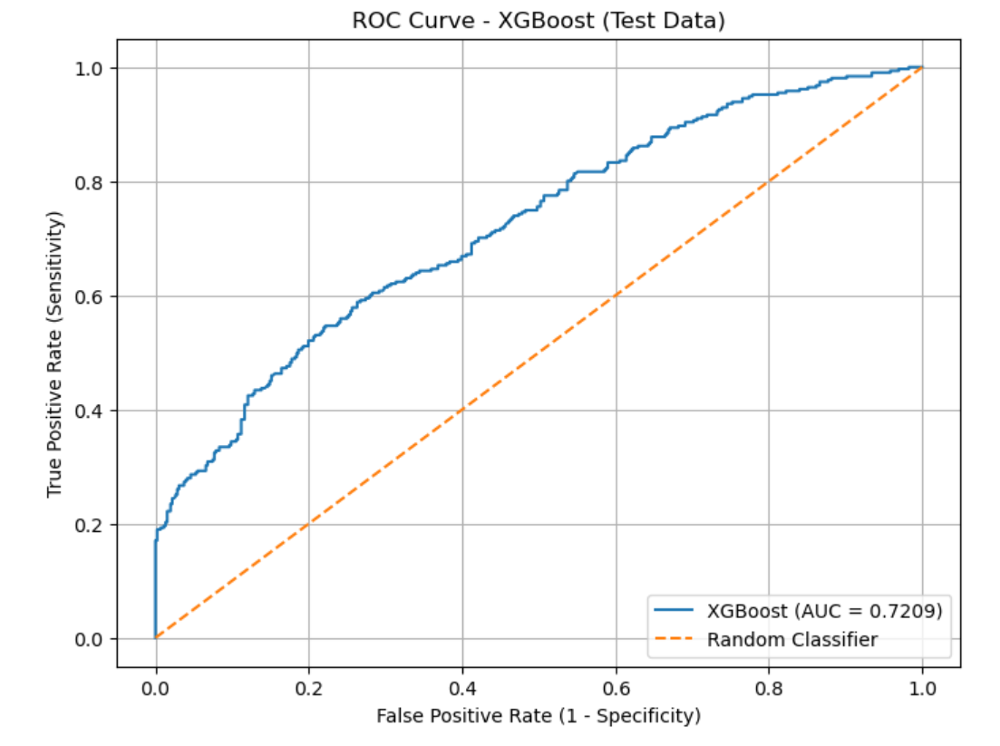 ROC Curve - XGBoost (Test Data)
True Positive Rate (Sensitivity)
1.0
0.8
0.6
0.4
0.2
0.0
XGBoost (AUC = 0.7209)
Random Classifier
0.0 0.2 0.4 0.6 0.8 1.0
False Positive Rate (1 - Specificity)